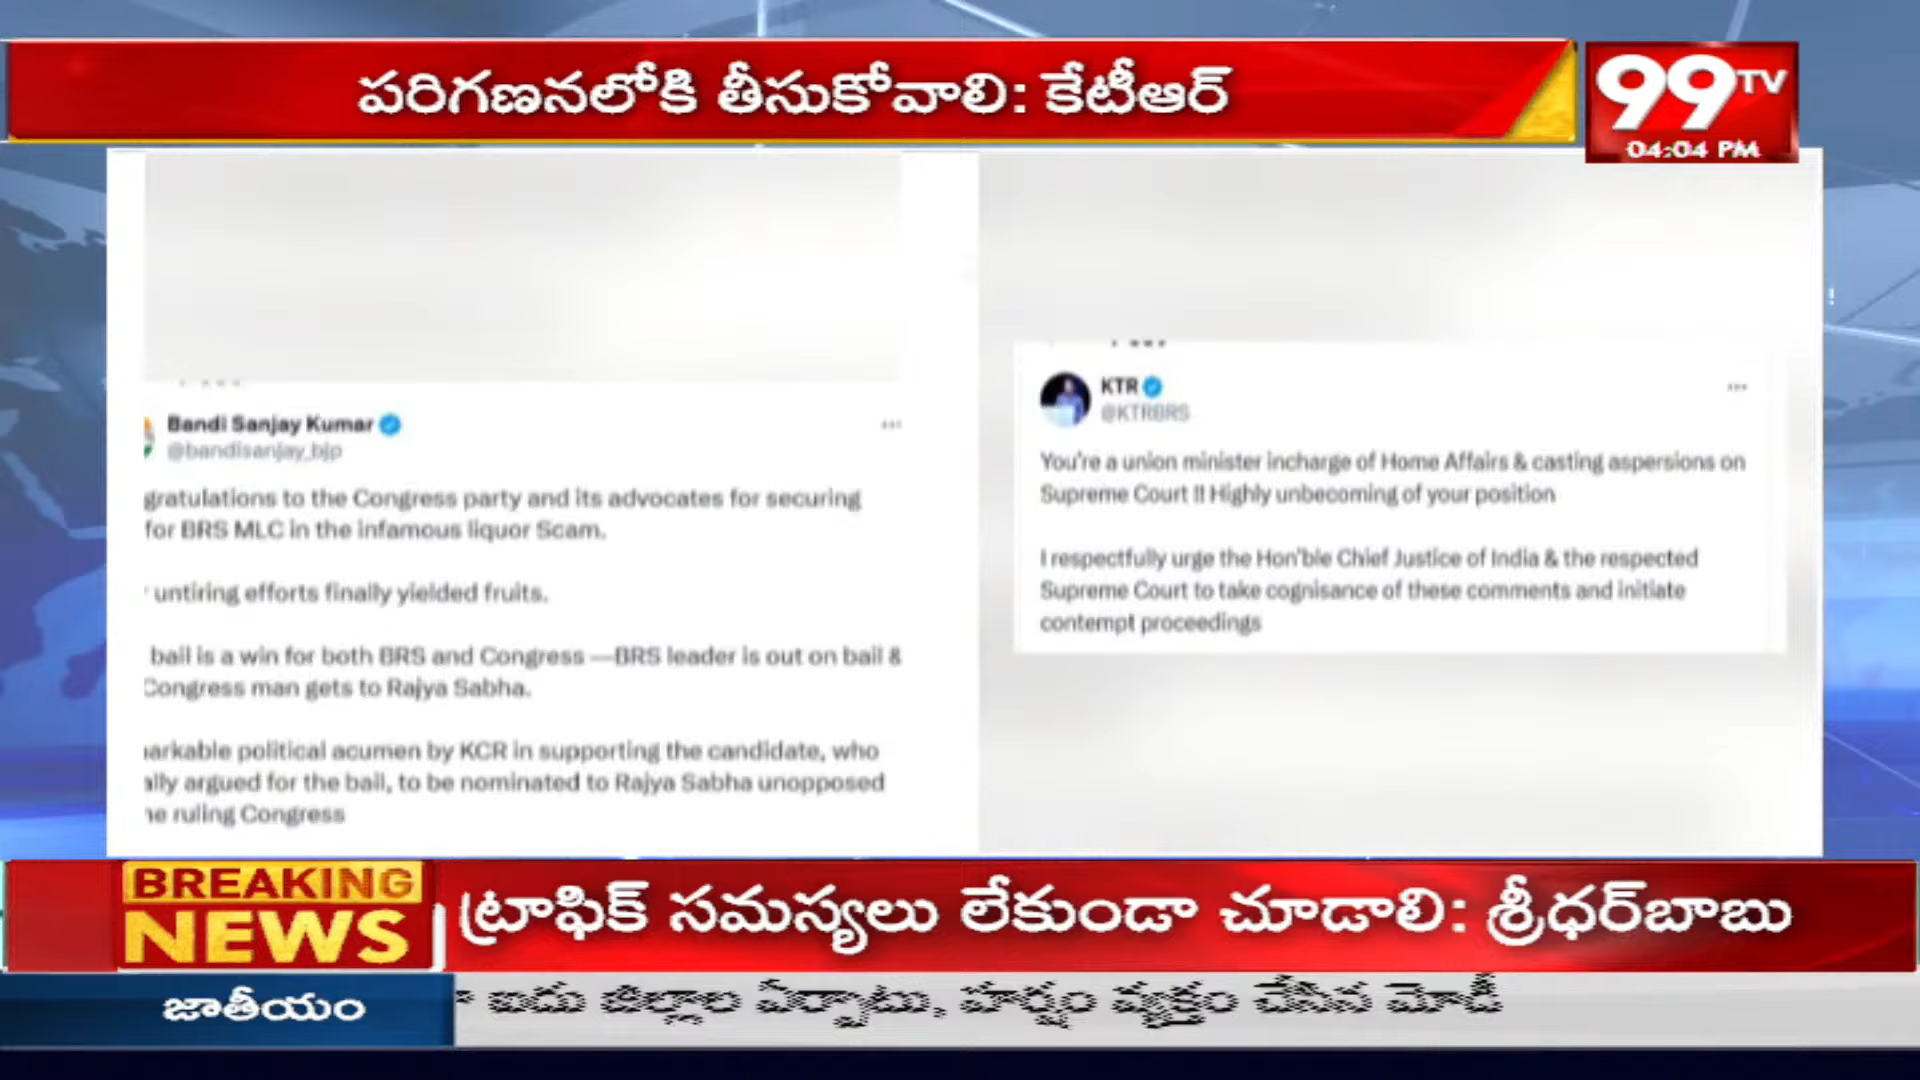 పరిగణనలోకి తీసుకోవాలి: కేటీఆర్
99TV
04:04 PM
Bandi Sanjay Kumar
@bandisanjay_bjp
gratulations to the Congress party and its advocates for securing
for BRS MLC in the infamous liquor Scam.
untiring efforts finally yielded fruits.
bail is a win for both BRS and Congress —BRS leader is out on bail &
Congress man gets to Rajya Sabha.
arkable political acumen by KCR in supporting the candidate, who
ally argued for the bail, to be nominated to Rajya Sabha unopposed
he ruling Congress
KTR
@KTRBRS
You're a union minister incharge of Home Affairs & casting aspersions on
Supreme Court !! Highly unbecoming of your position
I respectfully urge the Hon'ble Chief Justice of India & the respected
Supreme Court to take cognisance of these comments and initiate
contempt proceedings
BREAKING
NEWS
ట్రాఫిక్ సమస్యలు లేకుండా చూడాలి: శ్రీధర్‌బాబు
జాతీయం
ఐదు జిల్లాల ఏర్పాటు, హర్షం వ్యక్తం చేసిన మోడీ